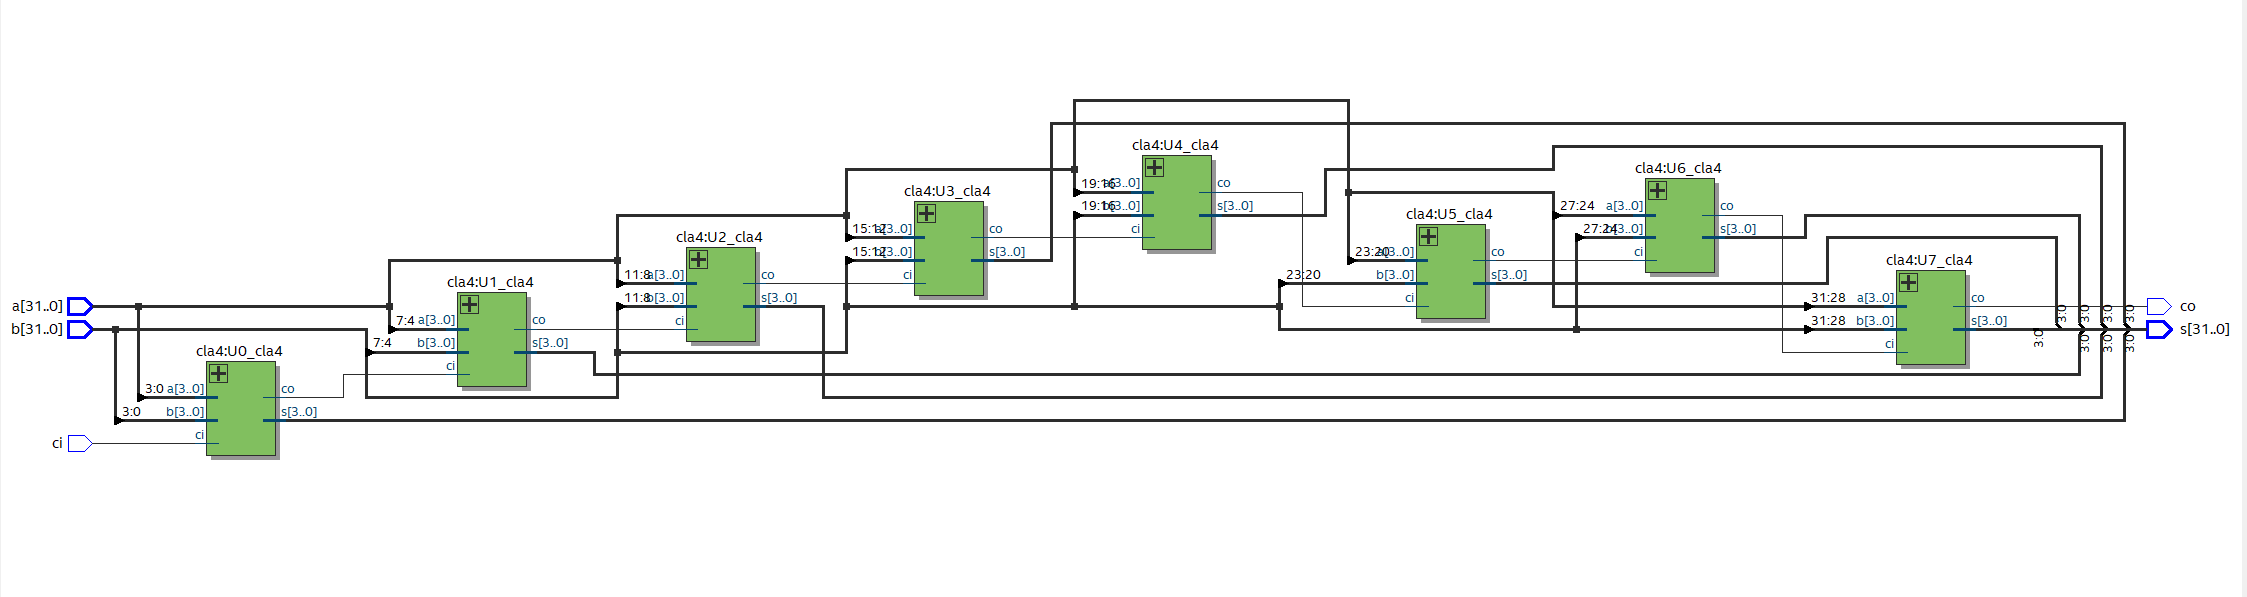 a[31..0]
b[31..0]
ci
cla4:U0_cla4
3:0 a[3..0]
3:0 b[3..0]
ci
co
s[3..0]
cla4:U1_cla4
7:4 a[3..0]
7:4 b[3..0]
ci
co
s[3..0]
cla4:U2_cla4
11:8 a[3..0]
11:8 b[3..0]
ci
co
s[3..0]
cla4:U3_cla4
15:12 a[3..0]
15:12 b[3..0]
ci
co
s[3..0]
cla4:U4_cla4
19:16 a[3..0]
19:16 b[3..0]
ci
co
s[3..0]
cla4:U5_cla4
23:20 a[3..0]
23:20 b[3..0]
ci
co
s[3..0]
cla4:U6_cla4
27:24 a[3..0]
27:24 b[3..0]
ci
co
s[3..0]
cla4:U7_cla4
31:28 a[3..0]
31:28 b[3..0]
ci
co
s[3..0]
3:0
3:0
3:0
3:0
3:0
3:0
3:0
3:0
co
s[31..0]